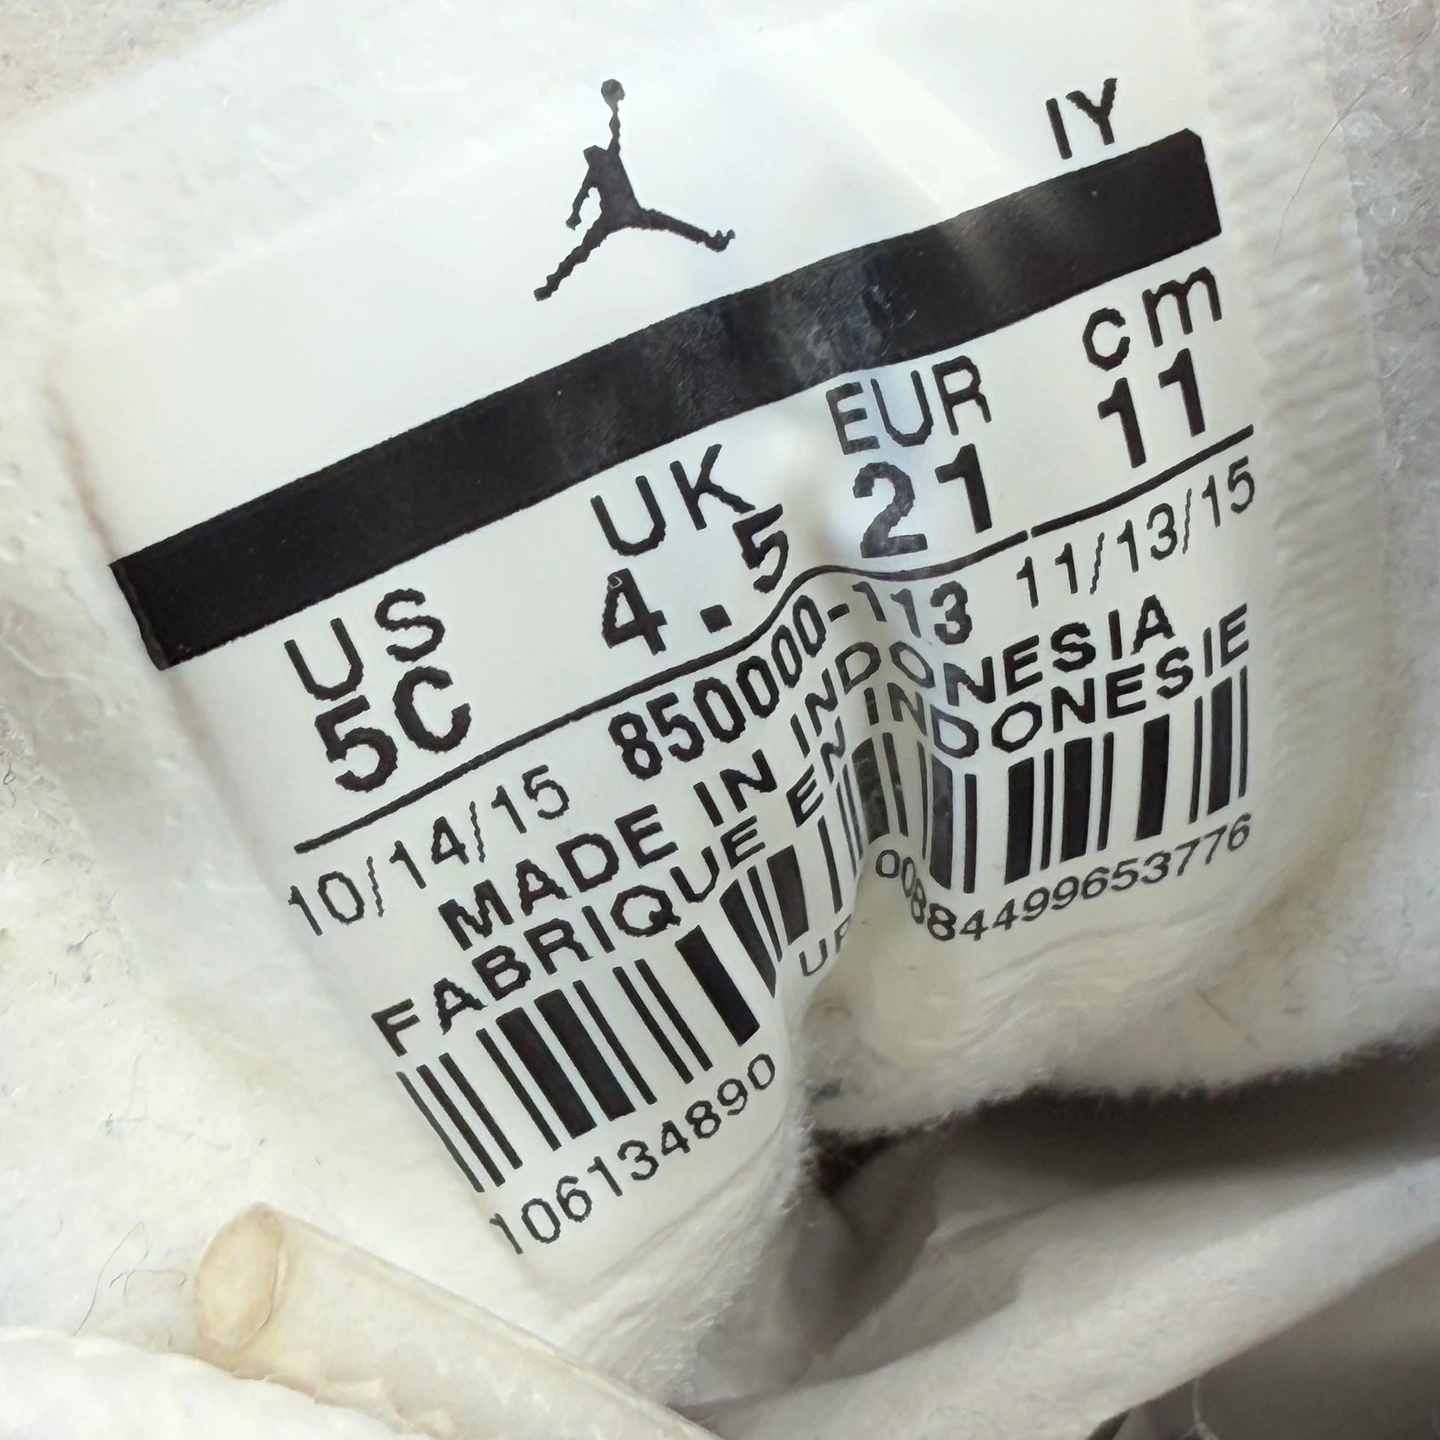 IY
US UK EUR cm
5C 4.5 21 11
10/14/15 850000-113 11/13/15
MADE IN INDONESIA
FABRIQUE EN INDONESIE
106134890 00884499653776